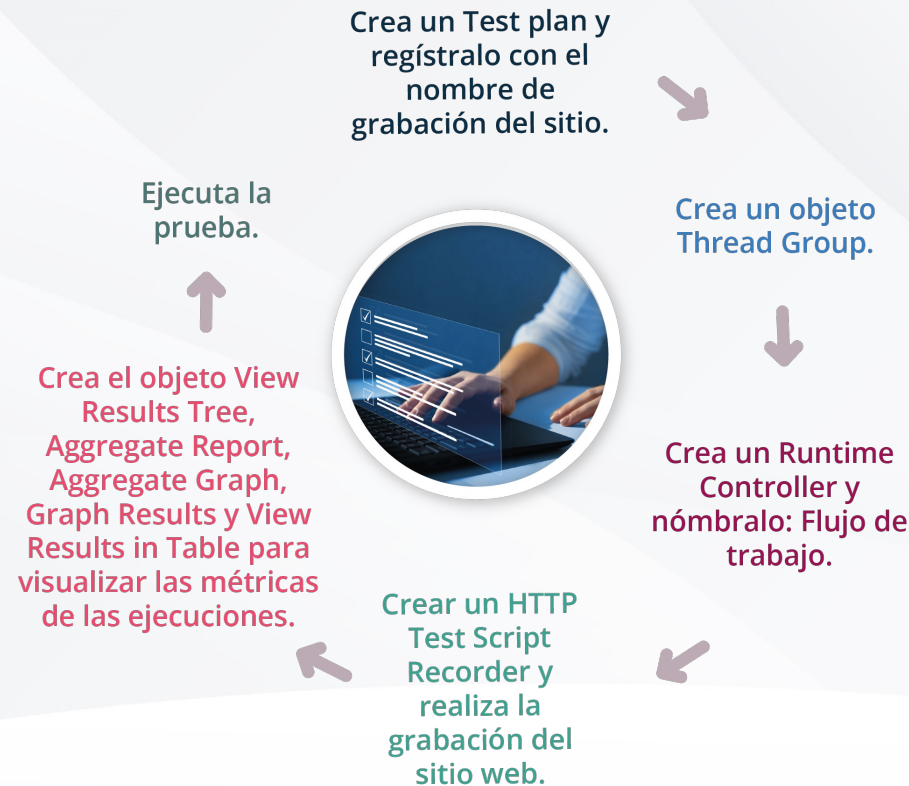 Crea un Test plan y
regístralo con el
nombre de
grabación del sitio.
Crea un objeto
Thread Group.
Crea un Runtime
Controller y
nómbralo: Flujo de
trabajo.
Crear un HTTP
Test Script
Recorder y
realiza la
grabación del
sitio web.
Crea el objeto View
Results Tree,
Aggregate Report,
Aggregate Graph,
Graph Results y View
Results in Table para
visualizar las métricas
de las ejecuciones.
Ejecuta la
prueba.